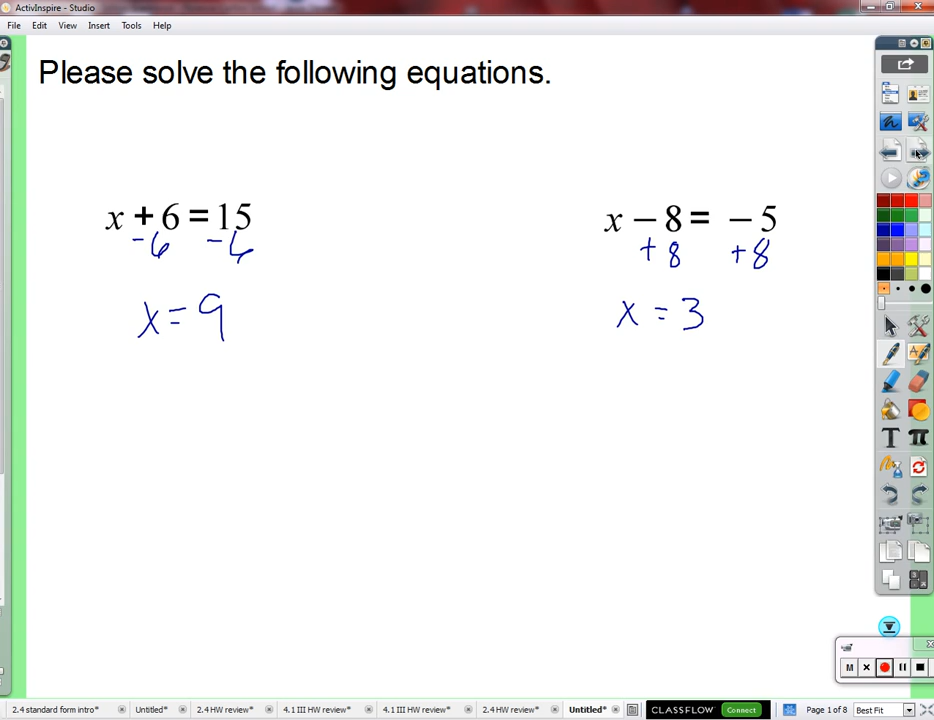 ActivInspire - Studio
File Edit View Insert Tools Help
Please solve the following equations.
x + 6 = 15
-6 -6
x = 9
x − 8 = − 5
+8 +8
x = 3
M
2.4 standard form intro* Untitled* 2.4 HW review* 4.1 III HW review* 4.1 III HW review* 2.4 HW review* Untitled* CLASSFLOW Connect Page 1 of 8 Best Fit